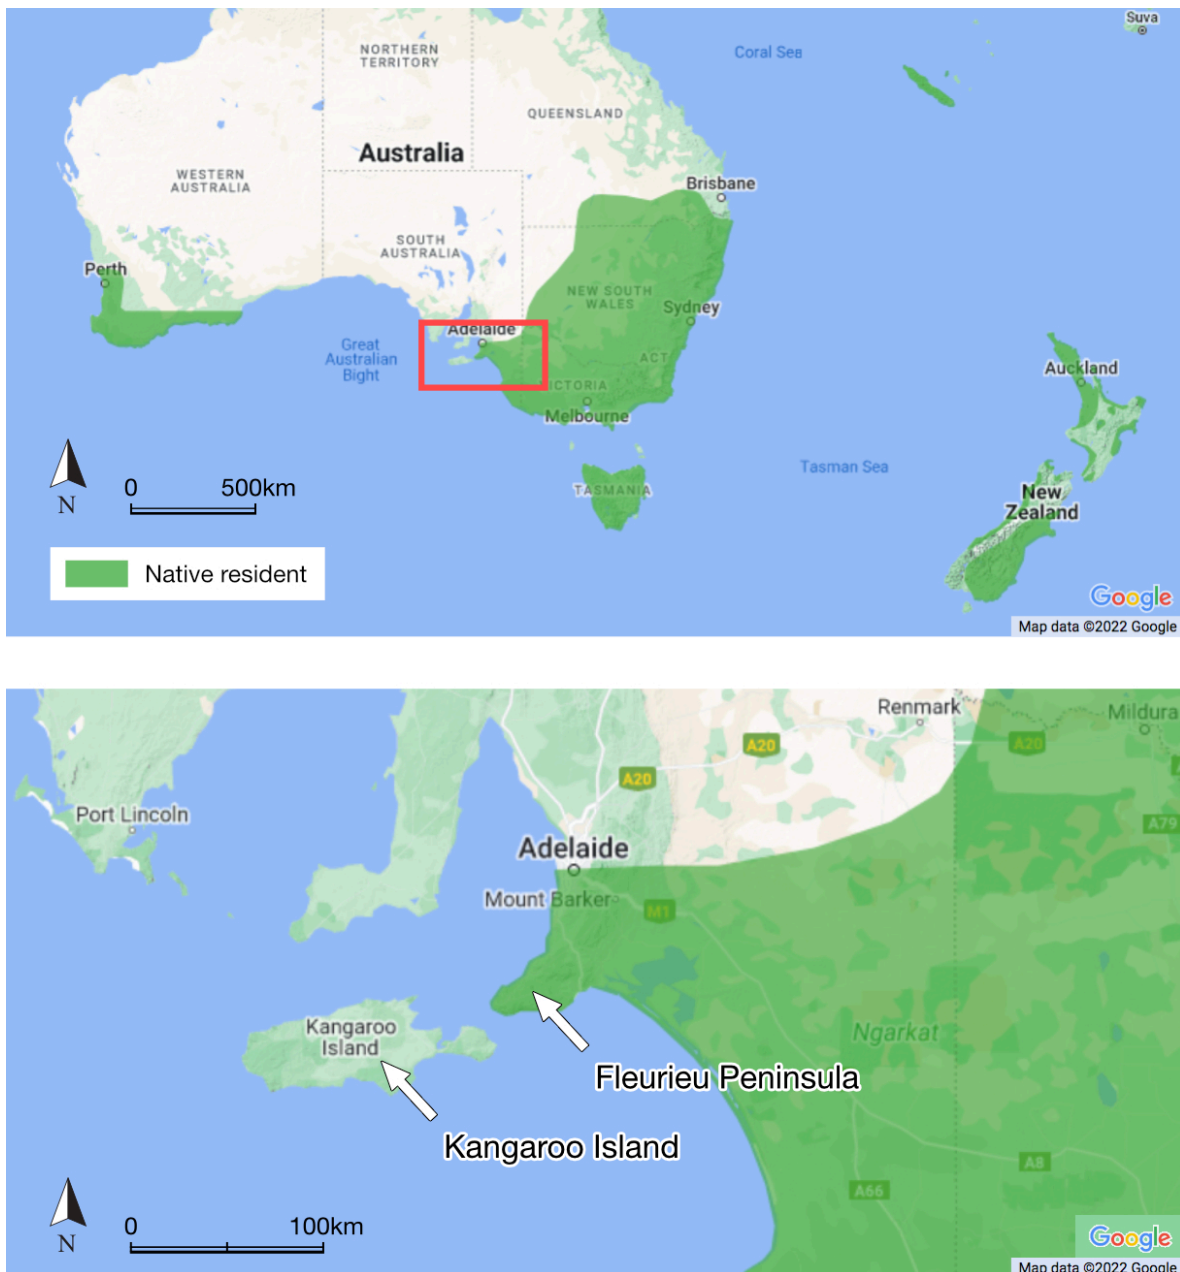 Suva
Coral Sea
NORTHERN
TERRITORY
QUEENSLAND
Australia
WESTERN
AUSTRALIA
Brisbane
SOUTH
AUSTRALIA
Perth
NEW SOUTH
WALES
Sydney
Adelaide
Great
Australian
Bight
ACT
Auckland
VICTORIA
Melbourne
Tasman Sea
TASMANIA
New
Zealand
N
0 500km
Native resident
Google
Map data ©2022 Google
Renmark
Mildura
A20
A20
A20
Port Lincoln
A79
Adelaide
Mount Barker
M1
Kangaroo
Island
Ngarkat
Fleurieu Peninsula
Kangaroo Island
A8
A66
N
0 100km
Google
Map data ©2022 Google